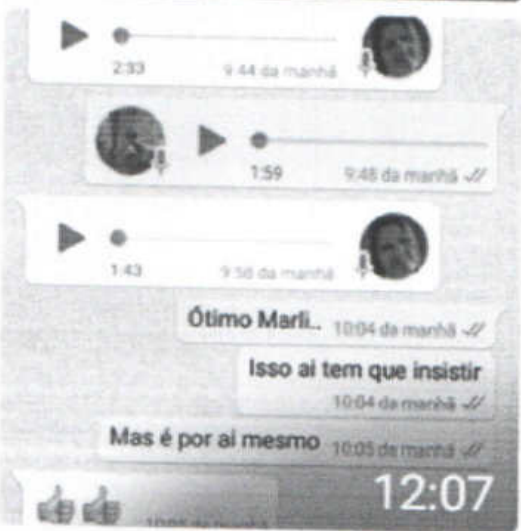 2:33 9:44 da manhã
1:59 9:48 da manhã
1:43 9:58 da manhã
Ótimo Marli.. 10:04 da manhã
Isso ai tem que insistir
10:04 da manhã
Mas é por ai mesmo 10:05 da manhã
12:07